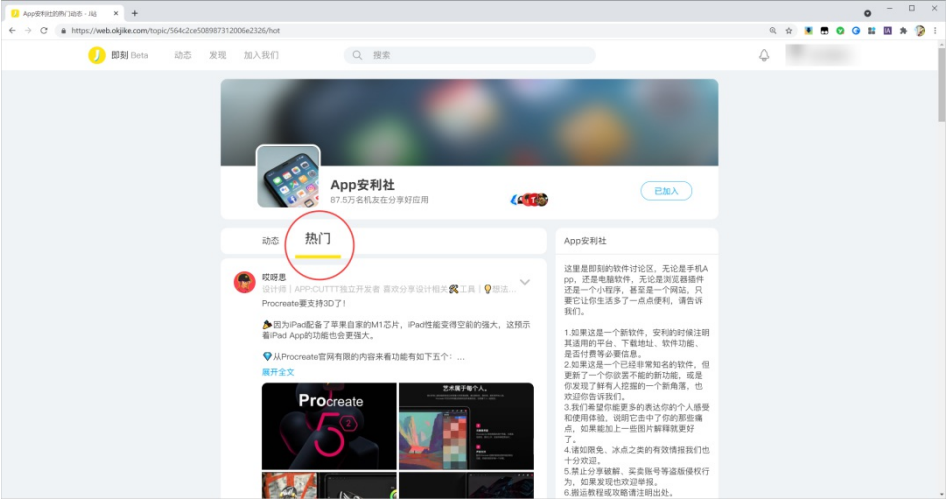 App安利社的热门动态 - J站
https://web.okjike.com/topic/564c2ce508987312006e2326/hot
即刻 Beta
动态
发现
加入我们
搜索
App安利社
87.5万名机友在分享好应用
已加入
动态
热门
哎呀思
设计师｜APP:CUTTT独立开发者 喜欢分享设计相关🛠工具｜💡想法...
Procreate要支持3D了！
🎉因为iPad配备了苹果自家的M1芯片，iPad性能变得空前的强大，这预示
着iPad App的功能也会更强大。
💎从Procreate官网有限的内容来看功能有如下五个：...
展开全文
Procreate
5
2
艺术属于每个人。
App安利社
这里是即刻的软件讨论区，无论是手机A
pp，还是电脑软件，无论是浏览器插件
还是一个小程序，甚至是一个网站，只
要它让你生活多了一点点便利，请告诉
我们。
1.如果这是一个新软件，安利的时候注明
其适用的平台、下载地址、软件功能、
是否付费等必要信息。
2.如果这是一个已经非常知名的软件，但
更新了一个你欲罢不能的新功能，或是
你发现了鲜有人挖掘的一个新角落，也
欢迎你告诉我们。
3.我们希望你能更多的表达你的个人感受
和使用体验，说明它击中了你的那些痛
点，如果能加上一些图片解释就更好
了。
4.诸如限免、冰点之类的有效情报我们也
十分欢迎。
5.禁止分享破解、买卖账号等盗版侵权行
为，如果发现也欢迎举报。
6.搬运教程或攻略请注明出处。